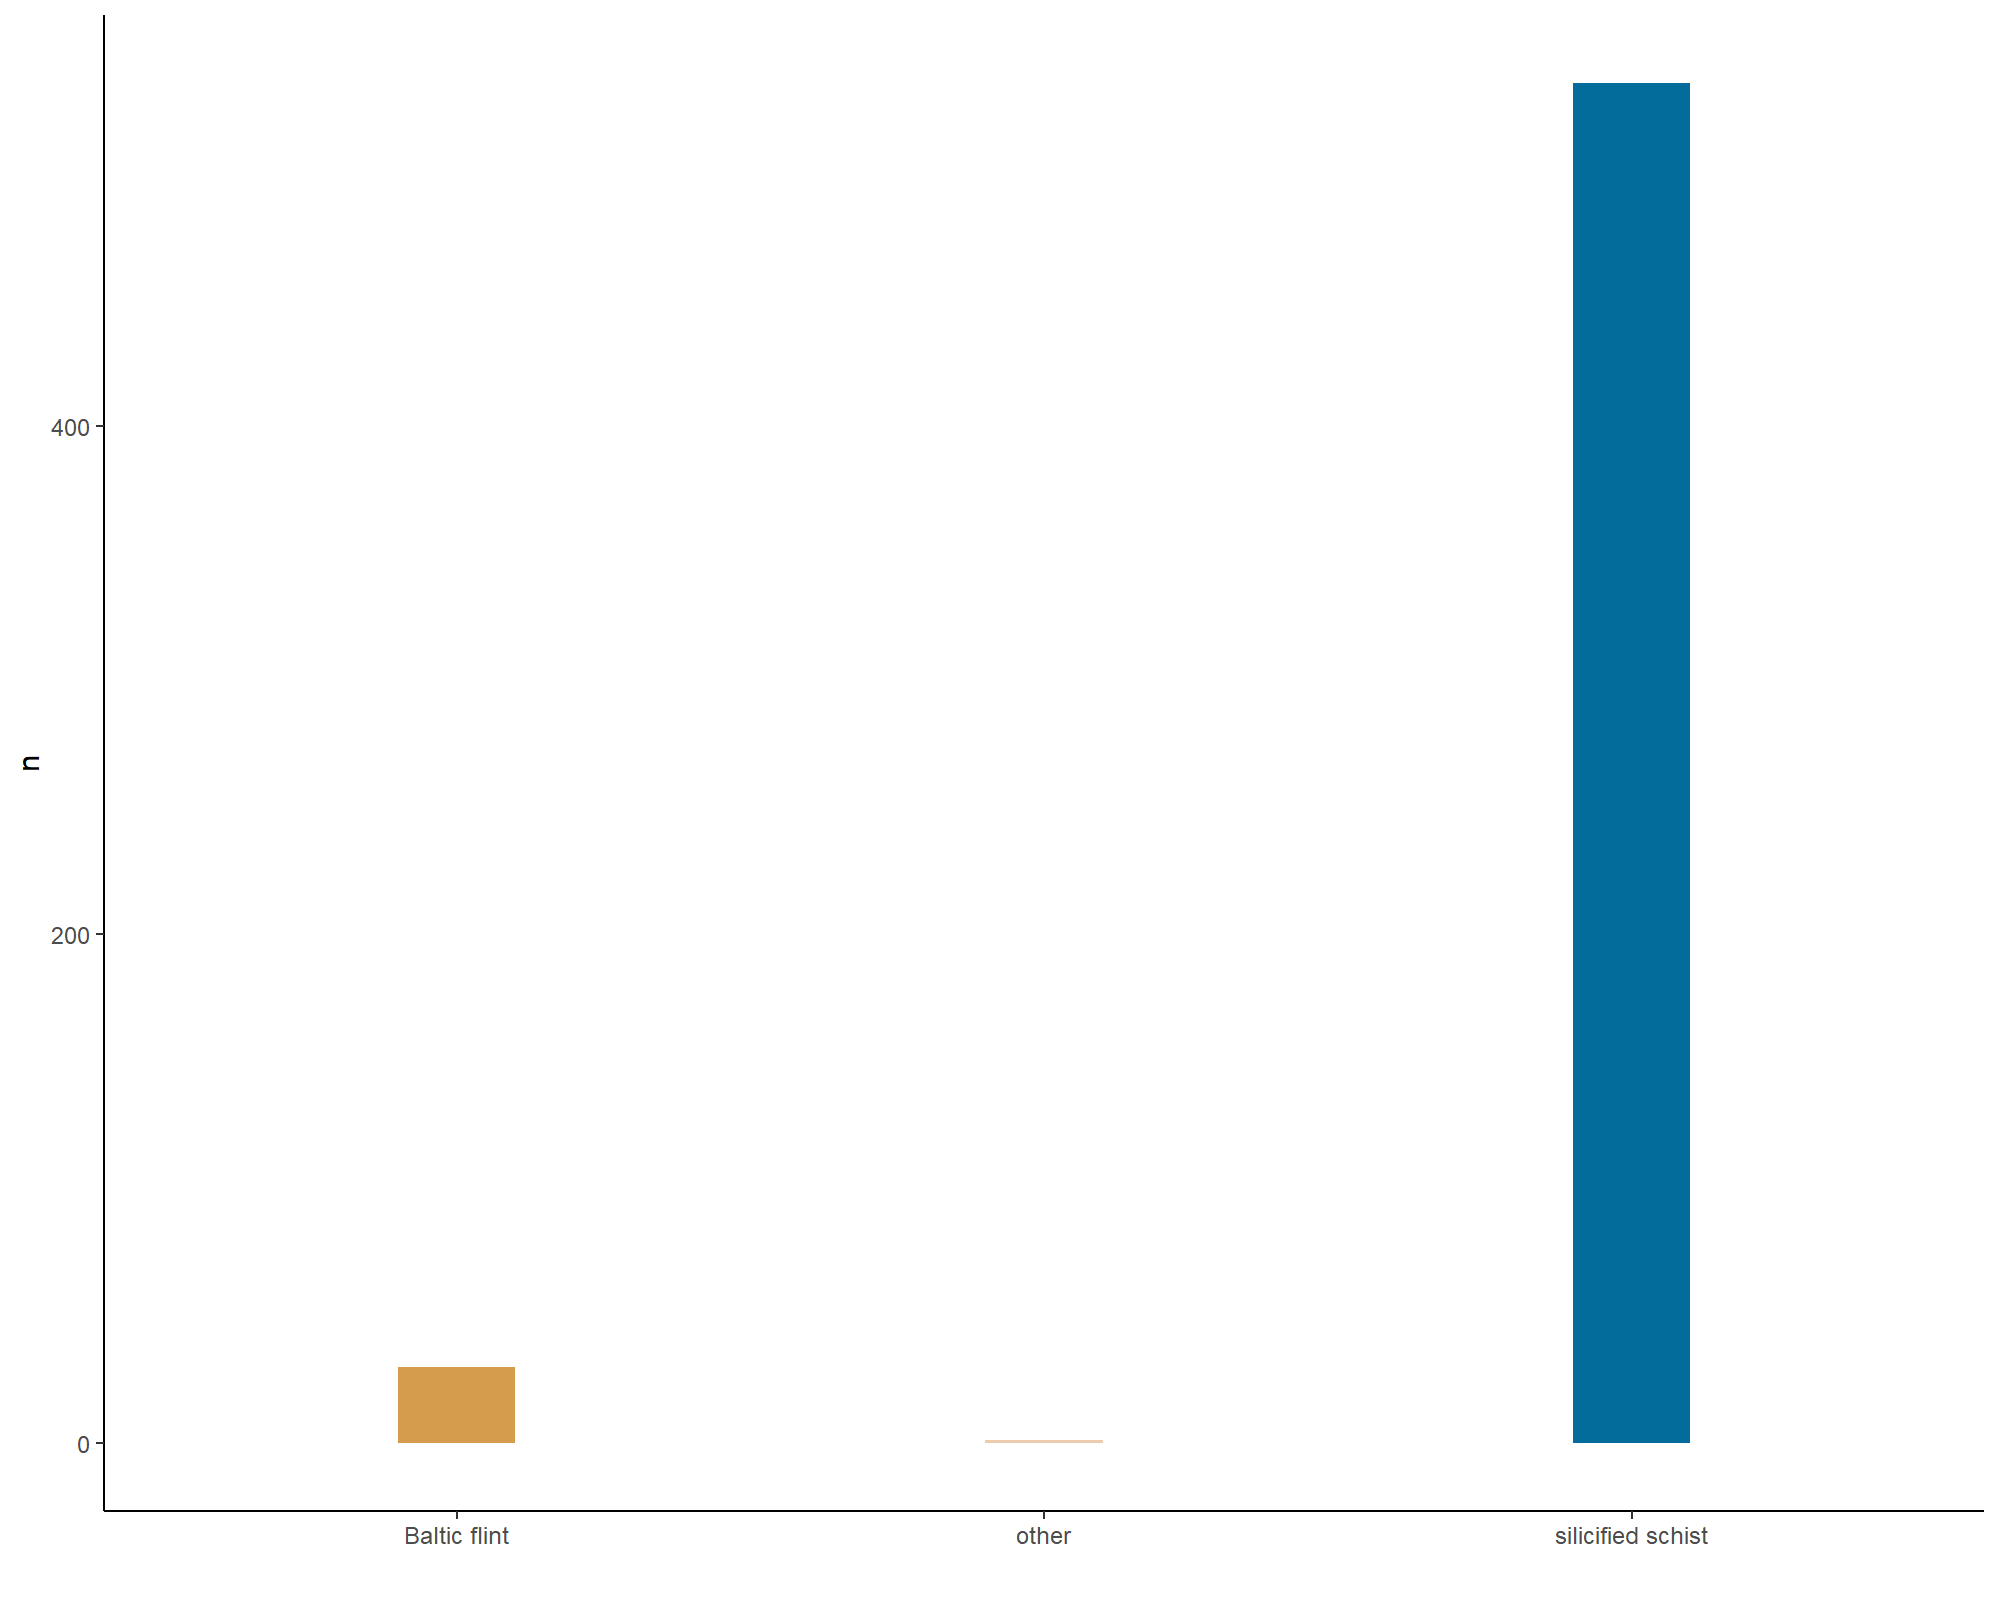 n
400
200
0
Baltic flint
other
silicified schist